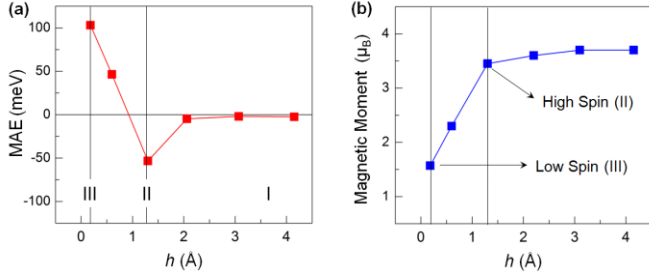 (a)
100
50
0
-50
-100
MAE (meV)
III
II
I
0
1
2
3
4
h (Å)
(b)
4
3
2
1
Magnetic Moment (μB)
High Spin (II)
Low Spin (III)
0
1
2
3
4
h (Å)